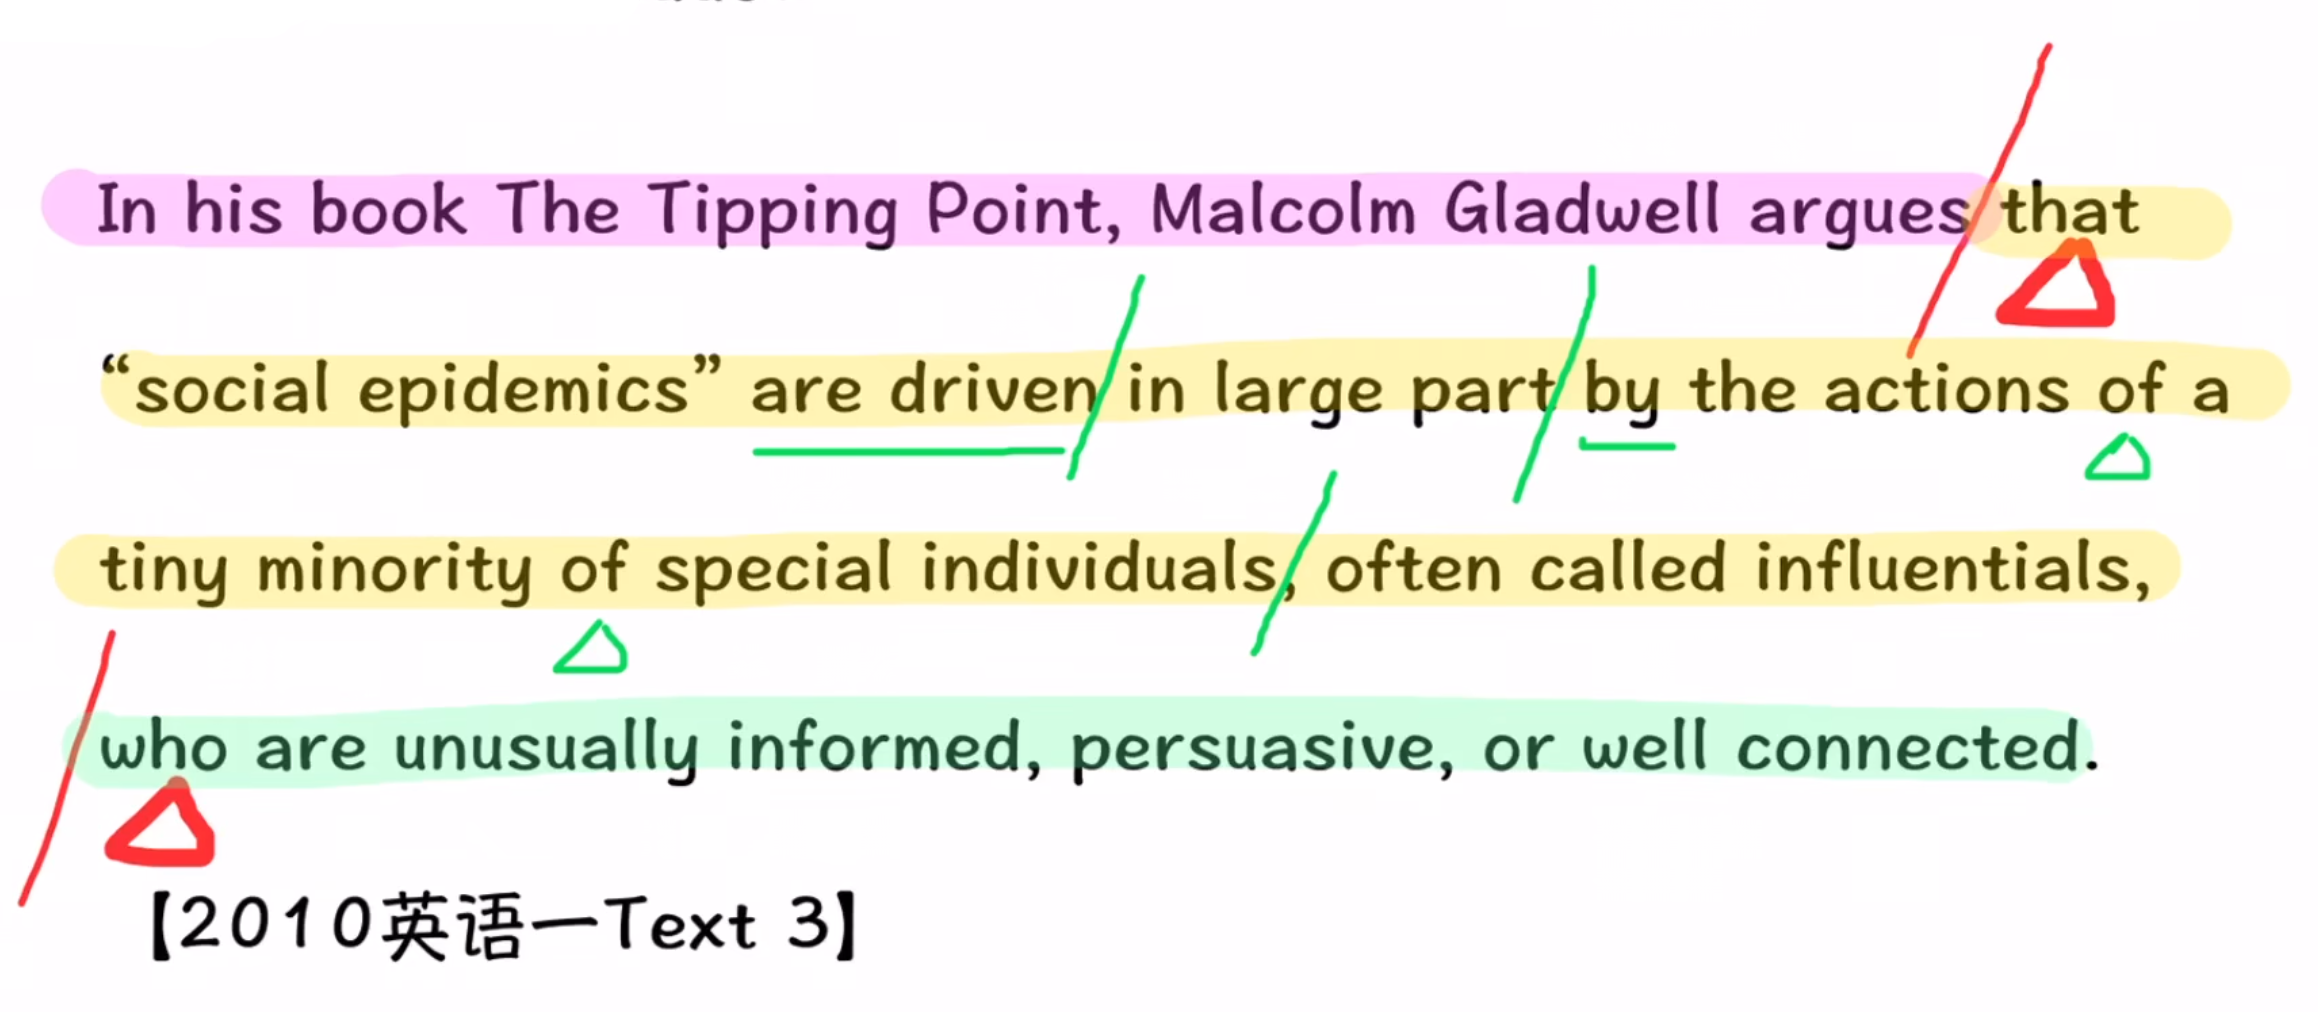 In his book The Tipping Point, Malcolm Gladwell argues that
“social epidemics” are driven in large part by the actions of a
tiny minority of special individuals, often called influentials,
who are unusually informed, persuasive, or well connected.
【2010英语一Text 3】